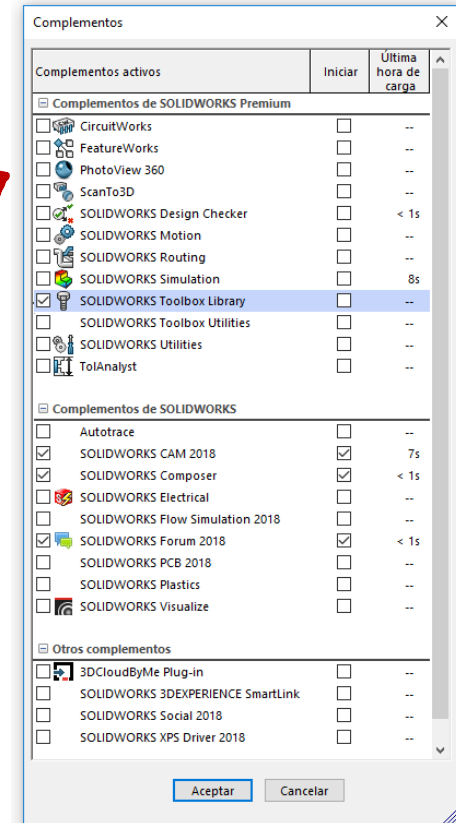 Complementos
Complementos activos Iniciar Última hora de carga
Complementos de SOLIDWORKS Premium
CircuitWorks --
FeatureWorks --
PhotoView 360 --
ScanTo3D --
SOLIDWORKS Design Checker < 1s
SOLIDWORKS Motion --
SOLIDWORKS Routing --
SOLIDWORKS Simulation 8s
SOLIDWORKS Toolbox Library --
SOLIDWORKS Toolbox Utilities --
SOLIDWORKS Utilities --
TolAnalyst --
Complementos de SOLIDWORKS
Autotrace --
SOLIDWORKS CAM 2018 7s
SOLIDWORKS Composer < 1s
SOLIDWORKS Electrical --
SOLIDWORKS Flow Simulation 2018 --
SOLIDWORKS Forum 2018 < 1s
SOLIDWORKS PCB 2018 --
SOLIDWORKS Plastics --
SOLIDWORKS Visualize --
Otros complementos
3DCloudByMe Plug-in --
SOLIDWORKS 3DEXPERIENCE SmartLink --
SOLIDWORKS Social 2018 --
SOLIDWORKS XPS Driver 2018 --
Aceptar Cancelar